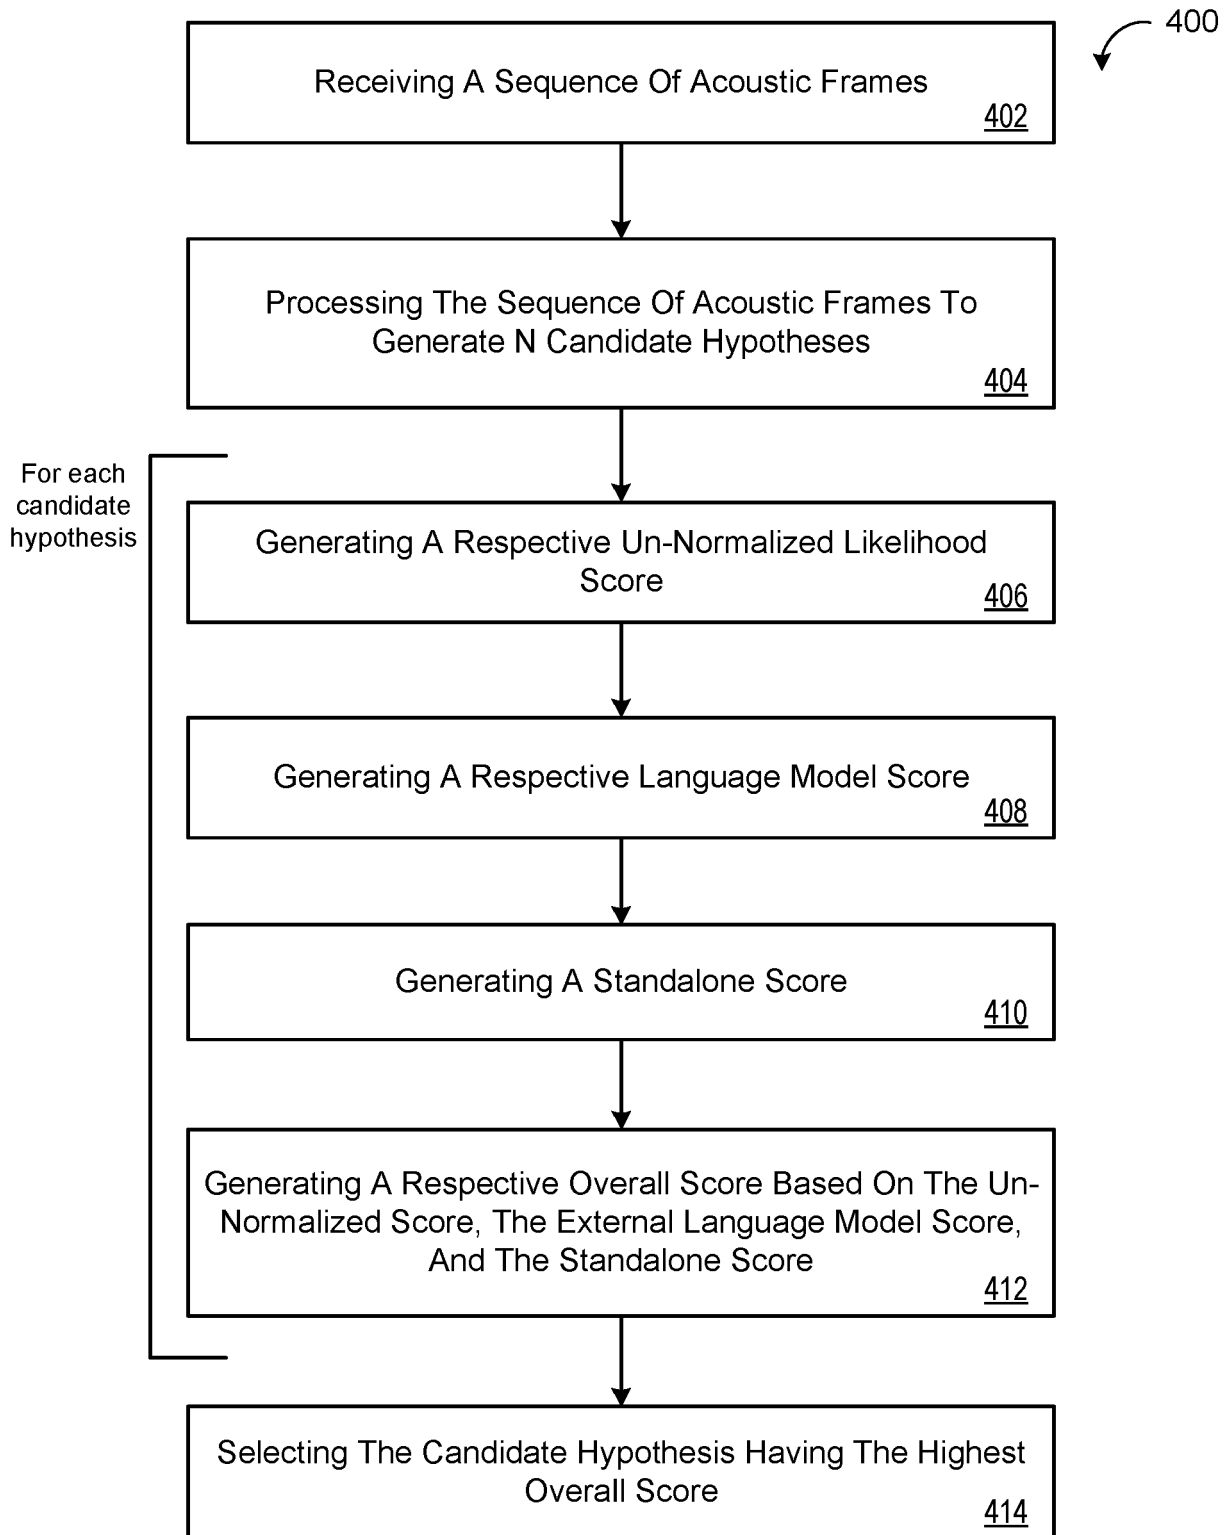 400
Receiving A Sequence Of Acoustic Frames
402
Processing The Sequence Of Acoustic Frames To
Generate N Candidate Hypotheses
404
For each
candidate
hypothesis
Generating A Respective Un-Normalized Likelihood
Score
406
Generating A Respective Language Model Score
408
Generating A Standalone Score
410
Generating A Respective Overall Score Based On The Un-
Normalized Score, The External Language Model Score,
And The Standalone Score
412
Selecting The Candidate Hypothesis Having The Highest
Overall Score
414